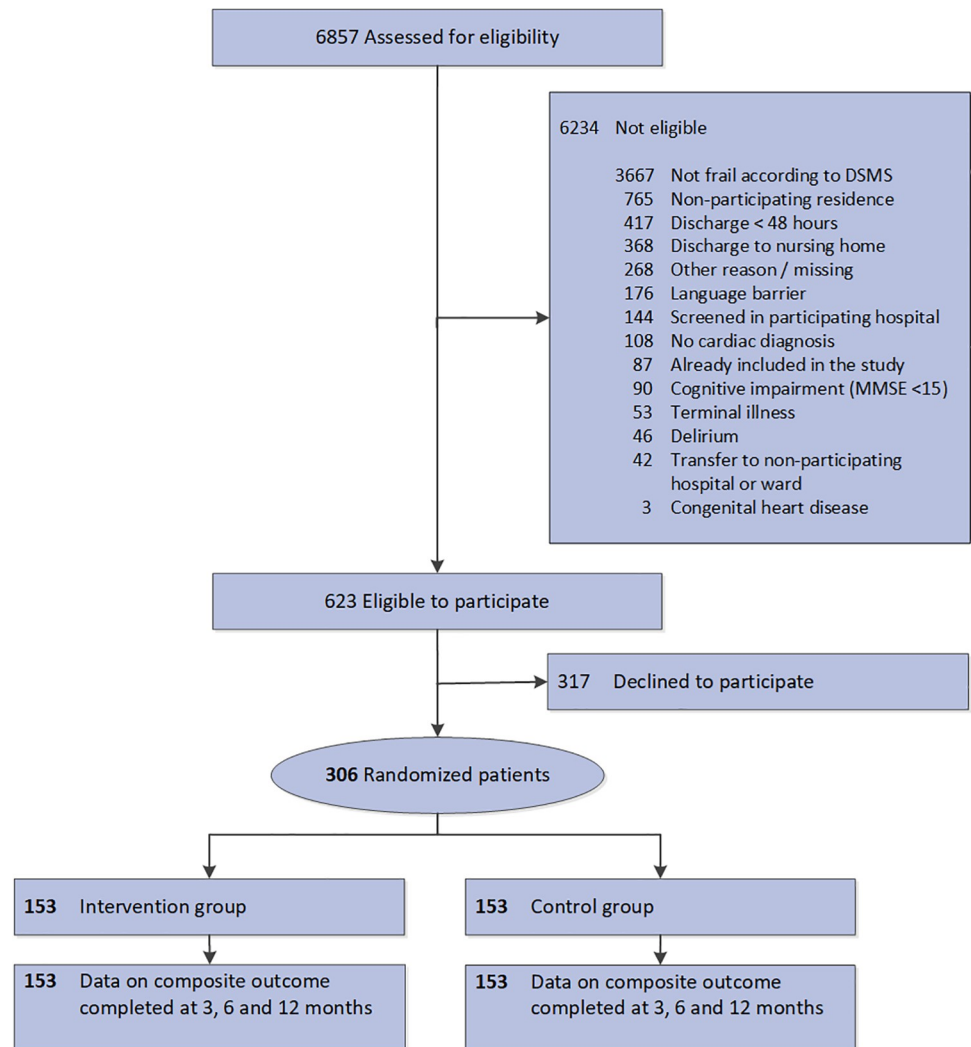 6857 Assessed for eligibility
6234 Not eligible
3667 Not frail according to DSMS
765 Non-participating residence
417 Discharge < 48 hours
368 Discharge to nursing home
268 Other reason / missing
176 Language barrier
144 Screened in participating hospital
108 No cardiac diagnosis
87 Already included in the study
90 Cognitive impairment (MMSE <15)
53 Terminal illness
46 Delirium
42 Transfer to non-participating
hospital or ward
3 Congenital heart disease
623 Eligible to participate
317 Declined to participate
306 Randomized patients
153 Intervention group
153 Control group
153 Data on composite outcome
completed at 3, 6 and 12 months
153 Data on composite outcome
completed at 3, 6 and 12 months